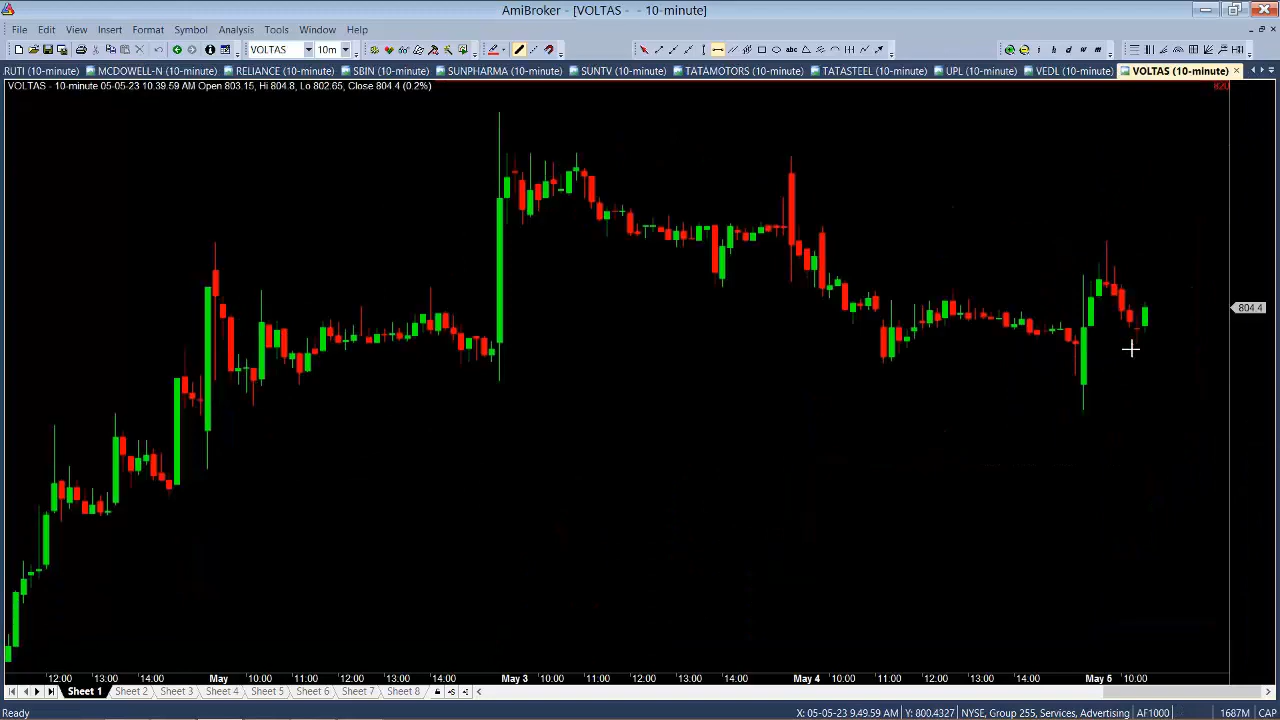 AmiBroker - [VOLTAS - - 10-minute]
File Edit View Insert Format Symbol Analysis Tools Window Help
VOLTAS 10m abc d w m
RUTI (10-minute) MCDOWELL-N (10-minute) RELIANCE (10-minute) SBIN (10-minute) SUNPHARMA (10-minute) SUNTV (10-minute) TATAMOTORS (10-minute) TATASTEEL (10-minute) UPL (10-minute) VEDL (10-minute) VOLTAS (10-minute)
VOLTAS - 10-minute 05-05-23 10:39:59 AM Open 803.15, Hi 804.8, Lo 802.65, Close 804.4 (0.2%)
820
804.4
12:00 13:00 14:00 May 10:00 11:00 12:00 13:00 14:00 May 3 10:00 11:00 12:00 13:00 14:00 May 4 10:00 11:00 12:00 13:00 14:00 May 5 10:00
Sheet 1 Sheet 2 Sheet 3 Sheet 4 Sheet 5 Sheet 6 Sheet 7 Sheet 8
Ready X: 05-05-23 9:49:59 AM Y: 800.4327 NYSE, Group 255, Services, Advertising AF1000 1687M CAP